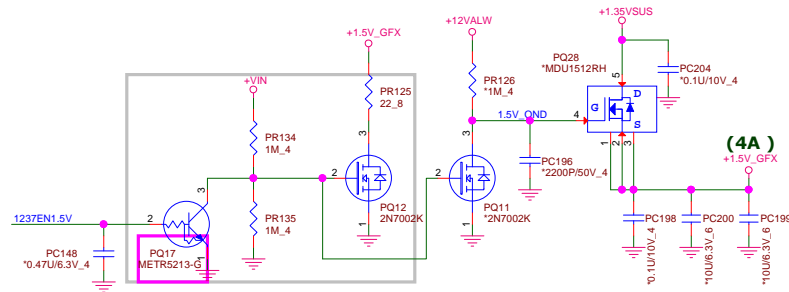 +1.35VSUS
+12VALW
+1.5V_GFX
PQ28
*MDU1512RH
PC204
*0.1U/10V_4
+VIN
PR125
22_8
PR126
*1M_4
5
D
G
S
4
1.5V_OND
1
2
3
PR134
1M_4
3
3
(4A )
+1.5V_GFX
2
PQ12
2N7002K
1
2
PQ11
*2N7002K
1
PC196
*2200P/50V_4
3
PR135
1M_4
1237EN1.5V
2
PQ17
METR5213-G
1
PC148
*0.47U/6.3V_4
PC198
*0.1U/10V_4
PC200
*10U/6.3V_6
PC199
*10U/6.3V_6